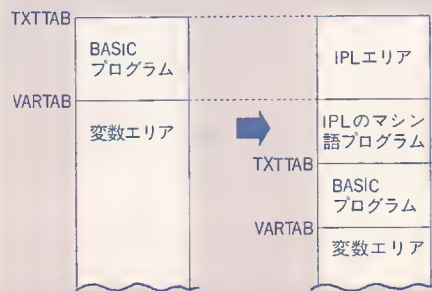 TXTTAB
BASIC
プログラム
VARTAB
変数エリア
IPLエリア
IPLのマシン
語プログラム
TXTTAB
BASIC
プログラム
VARTAB
変数エリア